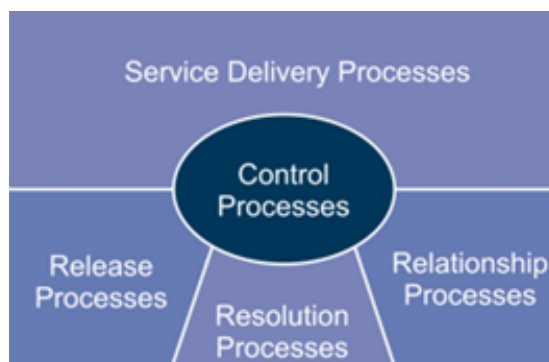 Service Delivery Processes
Control
Processes
Release
Processes
Resolution
Processes
Relationship
Processes